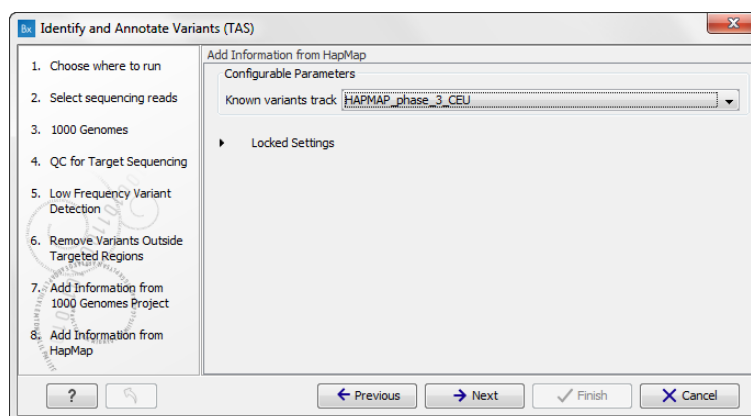 Bx Identify and Annotate Variants (TAS)
1. Choose where to run
2. Select sequencing reads
3. 1000 Genomes
4. QC for Target Sequencing
5. Low Frequency Variant
Detection
6. Remove Variants Outside
Targeted Regions
7. Add Information from
1000 Genomes Project
8. Add Information from
HapMap
Add Information from HapMap
Configurable Parameters
Known variants track HAPMAP_phase_3_CEU
Locked Settings
? Previous Next Finish Cancel